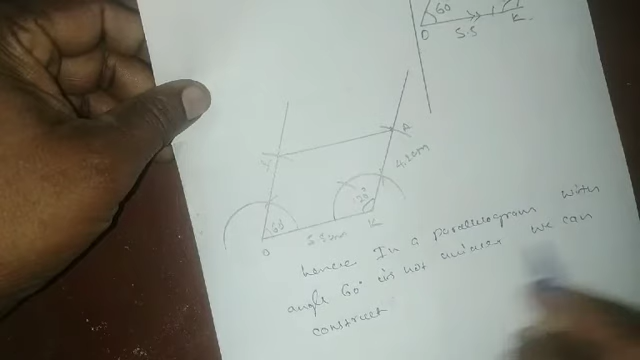 60
O 5.5 K
A
4.2cm
60°
120°
O 5.5cm K
hence In a parallelogram with
angle 60° is not we can
construct